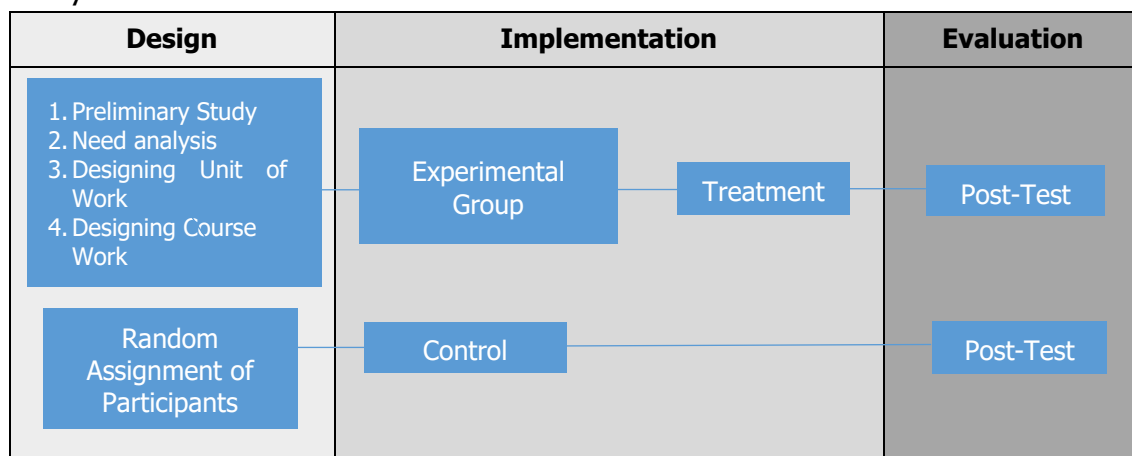 Design
Implementation
Evaluation
1. Preliminary Study
2. Need analysis
3. Designing Unit of
Work
4. Designing Course
Work
Experimental
Group
Treatment
Post-Test
Random
Assignment of
Participants
Control
Post-Test